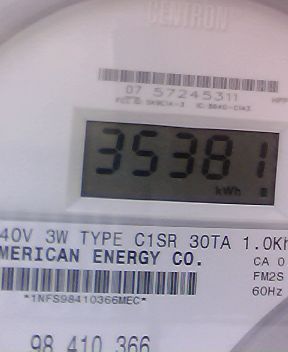 CENTRON
07 57245311
35381
kWh
40V 3W TYPE C1SR 30TA 1.0Kh
MERICAN ENERGY CO.
CA 0
FM2S
60Hz
*1NFS98410366MEC*
98 410 366